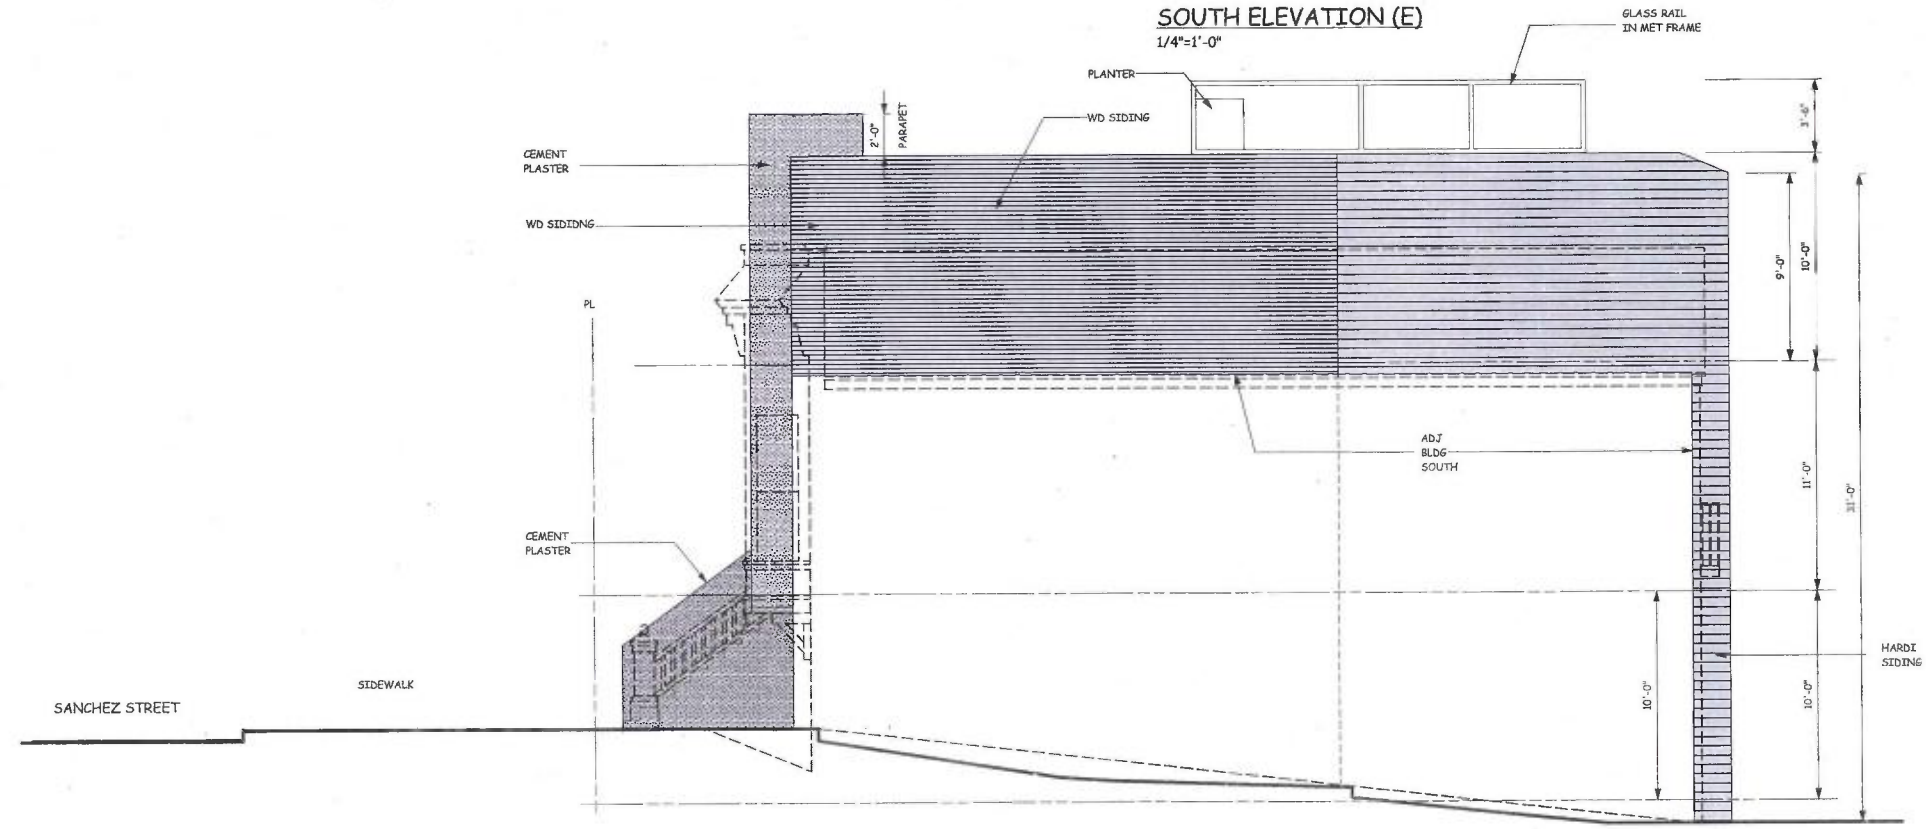 SOUTH ELEVATION (E)
1/4"=1'-0"
GLASS RAIL
IN MET FRAME
PLANTER
WD SIDING
2'-0"
PARAPET
3'-6"
CEMENT
PLASTER
WD SIDIDNG
9'-0"
10'-0"
PL
ADJ
BLDG
SOUTH
11'-0"
31'-0"
CEMENT
PLASTER
HARDI
SIDING
10'-0"
10'-0"
SIDEWALK
SANCHEZ STREET